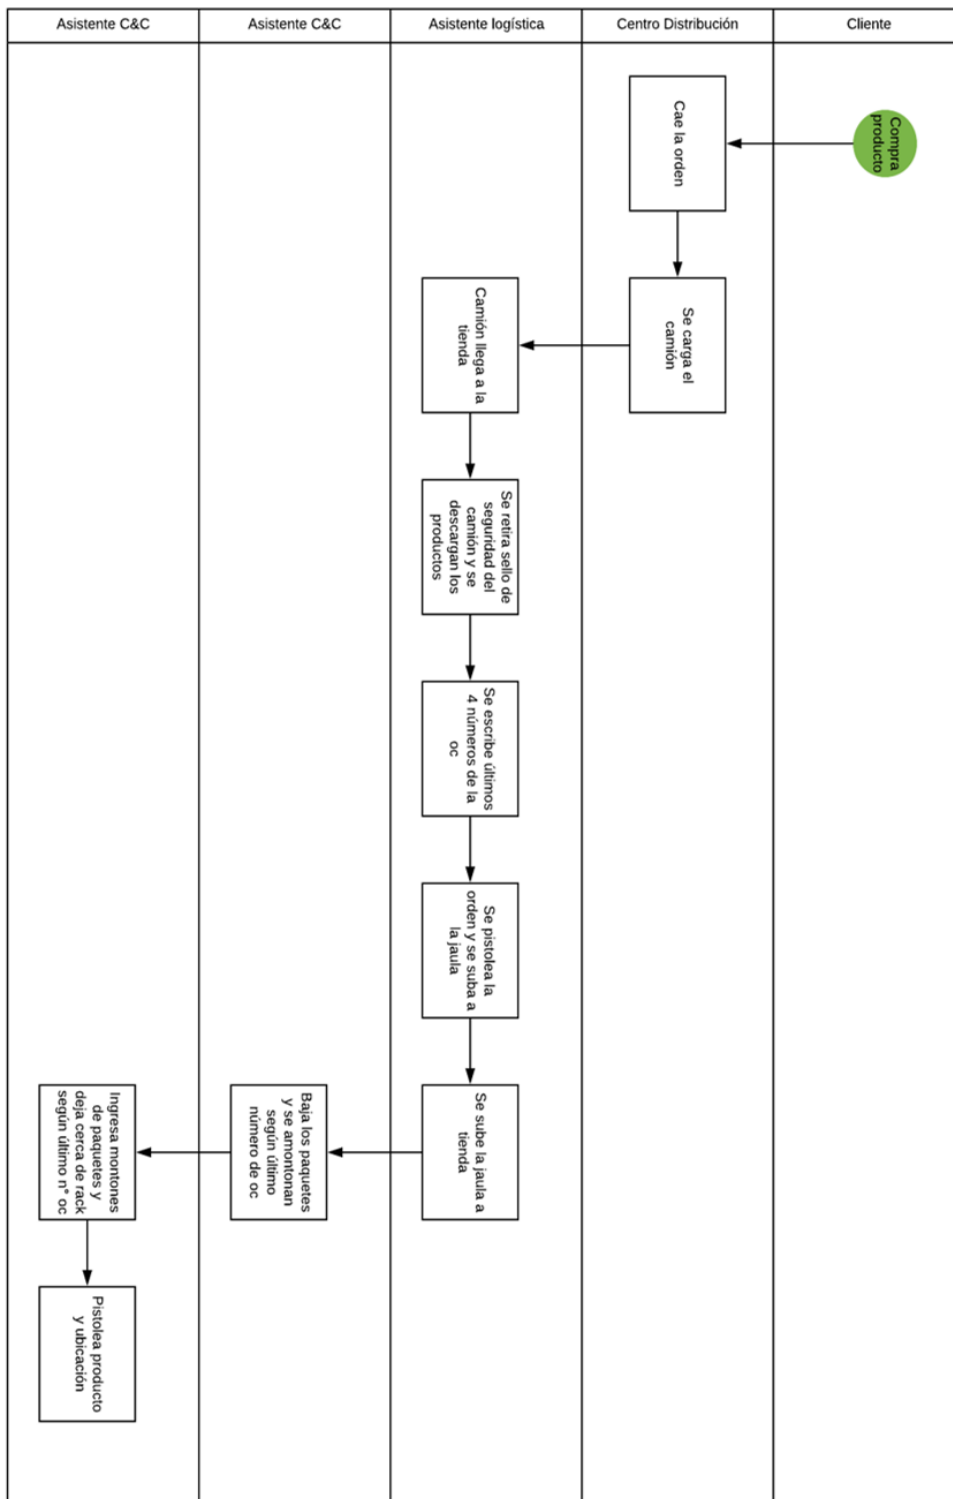 Asistente C&C
Asistente C&C
Asistente logística
Centro Distribución
Cliente
Compra
producto
Cae la orden
Se carga el
camión
Camión llega a la
tienda
Se retira sello de
seguridad del
camión y se
descargan los
productos
Se escribe últimos
4 números de la
oc
Se pistolea la
orden y se suba a
la jaula
Se sube la jaula a
tienda
Baja los paquetes
y se amontonan
según último
número de oc
Ingresa montones
de paquetes y
deja cerca de rack
según último n° oc
Pistolea producto
y ubicación